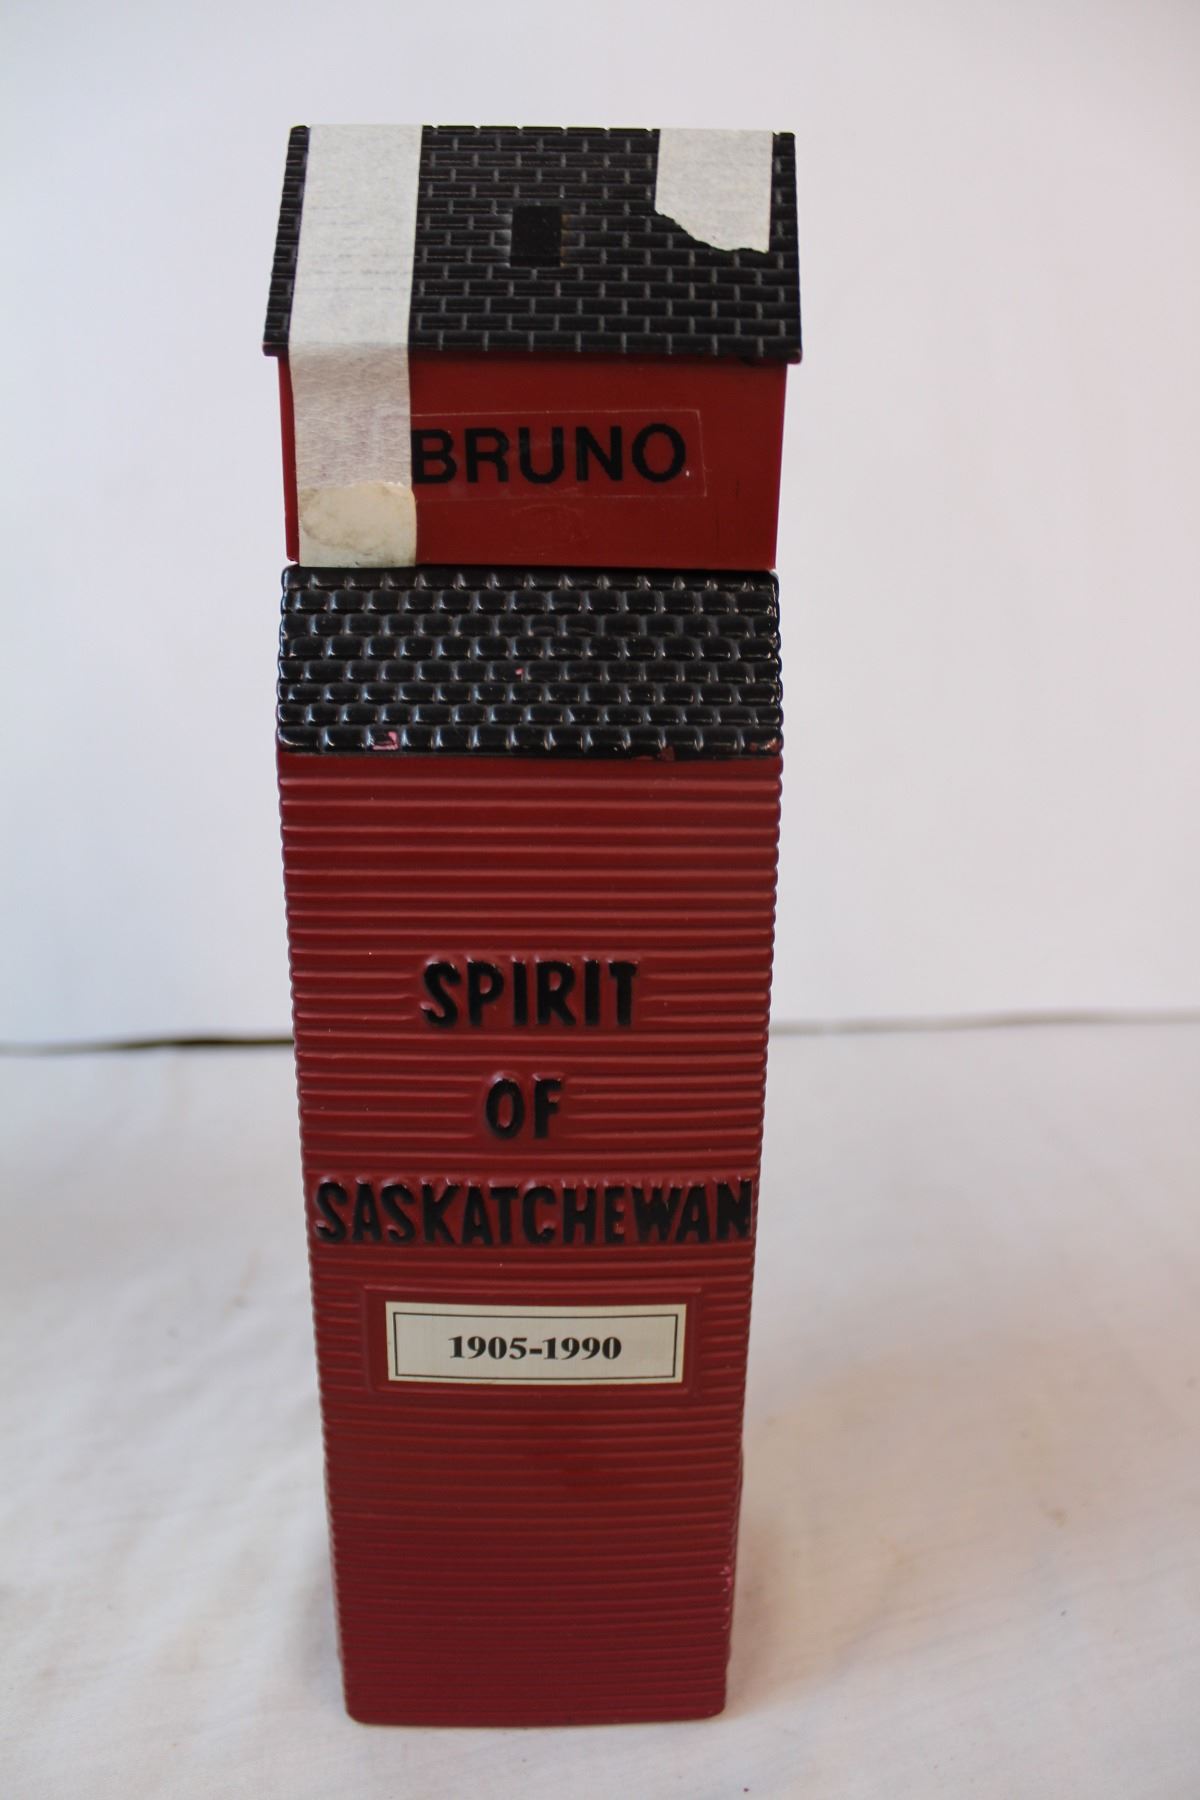 BRUNO
SPIRIT
OF
SASKATCHEWAN
1905-1990